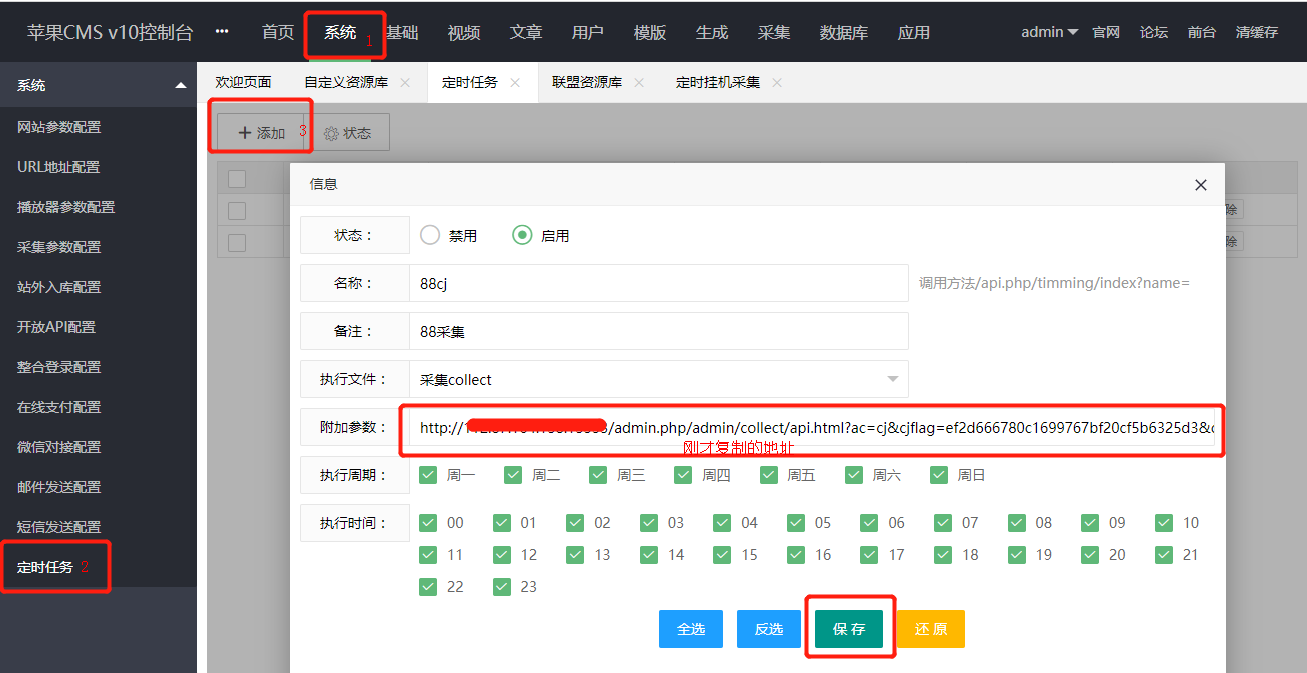 苹果CMS v10控制台 ··· 首页 系统 1 基础 视频 文章 用户 模版 生成 采集 数据库 应用 admin 官网 论坛 前台 清缓存
系统
欢迎页面 自定义资源库 × 定时任务 × 联盟资源库 × 定时挂机采集 ×
网站参数配置
URL地址配置
播放器参数配置
采集参数配置
站外入库配置
开放API配置
整合登录配置
在线支付配置
微信对接配置
邮件发送配置
短信发送配置
定时任务 2
+ 添加 3 状态
除
除
信息 ×
状态： 禁用 启用
名称： 88cj 调用方法/api.php/timming/index?name=
备注： 88采集
执行文件： 采集collect
附加参数： http:// /admin.php/admin/collect/api.html?ac=cj&cjflag=ef2d666780c1699767bf20cf5b6325d3&
刚才复制的地址
执行周期： 周一 周二 周三 周四 周五 周六 周日
执行时间： 00 01 02 03 04 05 06 07 08 09 10
11 12 13 14 15 16 17 18 19 20 21
22 23
全选 反选 保 存 还 原